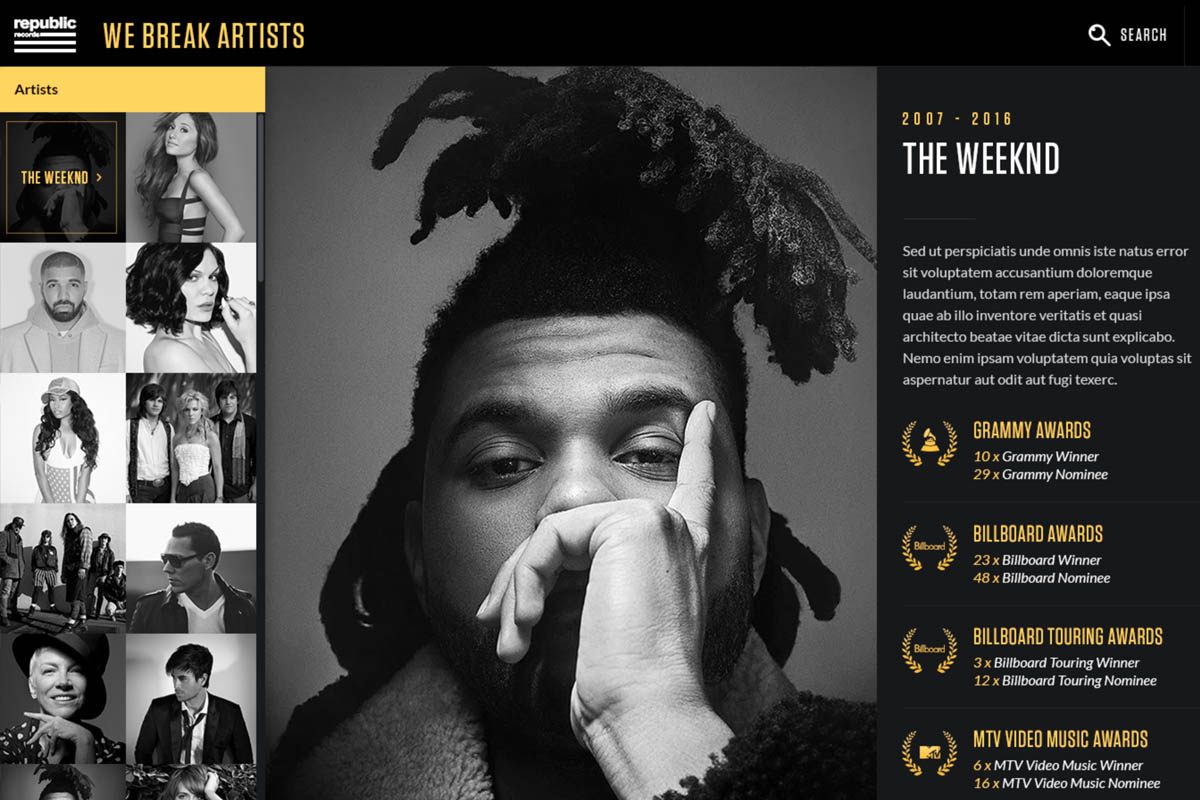 republic
records
WE BREAK ARTISTS
SEARCH
Artists
THE WEEKND >
2007 - 2016
THE WEEKND
Sed ut perspiciatis unde omnis iste natus error
sit voluptatem accusantium doloremque
laudantium, totam rem aperiam, eaque ipsa
quae ab illo inventore veritatis et quasi
architecto beatae vitae dicta sunt explicabo.
Nemo enim ipsam voluptatem quia voluptas sit
aspernatur aut odit aut fugi texerc.
GRAMMY AWARDS
10 x Grammy Winner
29 x Grammy Nominee
Billboard
BILLBOARD AWARDS
23 x Billboard Winner
48 x Billboard Nominee
Billboard
BILLBOARD TOURING AWARDS
3 x Billboard Touring Winner
12 x Billboard Touring Nominee
MTV
MTV VIDEO MUSIC AWARDS
6 x MTV Video Music Winner
16 x MTV Video Music Nominee